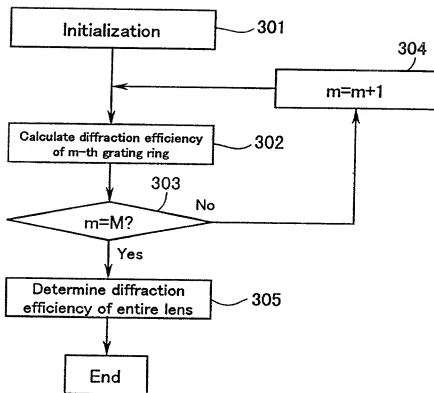 Initialization
301
304
m=m+1
Calculate diffraction efficiency
of m-th grating ring
302
303
No
m=M?
Yes
Determine diffraction
efficiency of entire lens
305
End